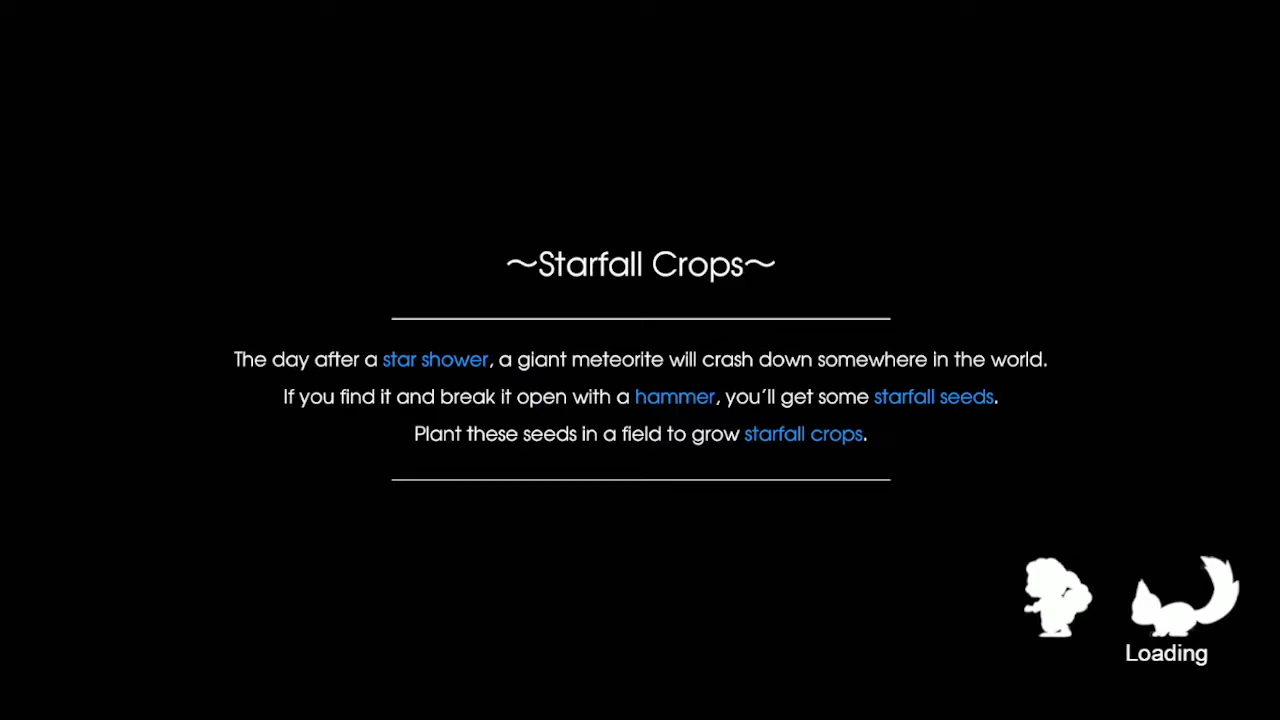 ～Starfall Crops～
The day after a star shower, a giant meteorite will crash down somewhere in the world.
If you find it and break it open with a hammer, you’ll get some starfall seeds.
Plant these seeds in a field to grow starfall crops.
Loading